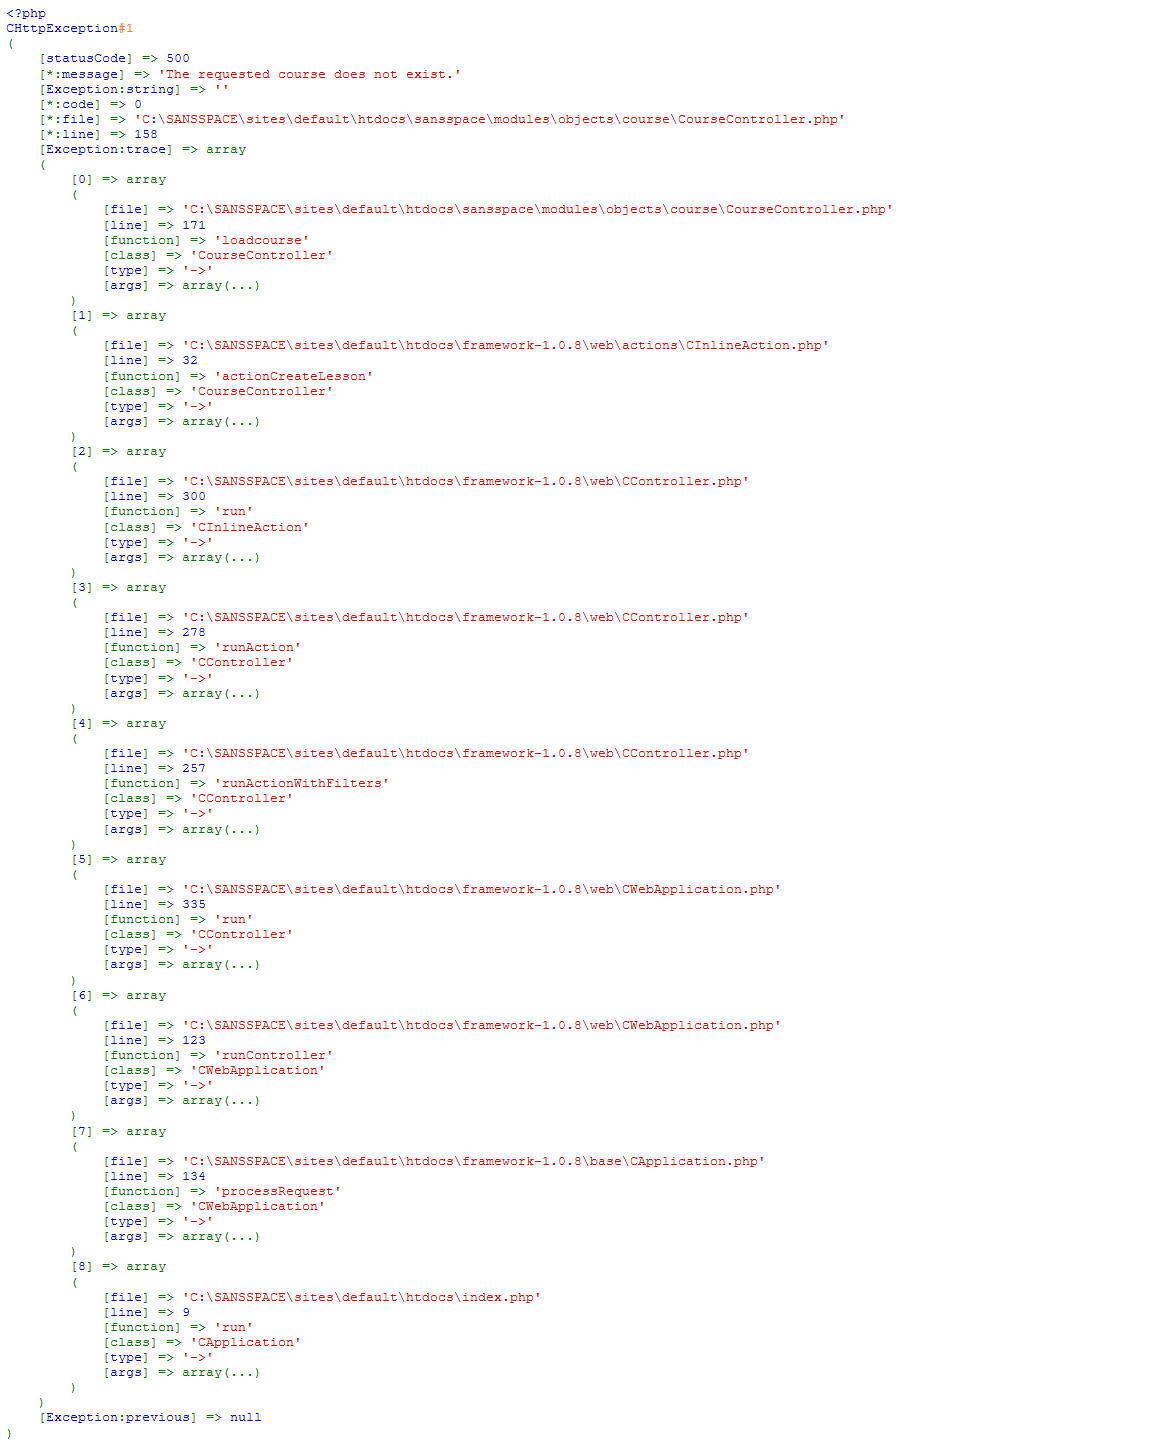 <?php
CHttpException#1
(
    [statusCode] => 500
    [*:message] => 'The requested course does not exist.'
    [Exception:string] => ''
    [*:code] => 0
    [*:file] => 'C:\SANSSPACE\sites\default\htdocs\sansspace\modules\objects\course\CourseController.php'
    [*:line] => 158
    [Exception:trace] => array
    (
        [0] => array
        (
            [file] => 'C:\SANSSPACE\sites\default\htdocs\sansspace\modules\objects\course\CourseController.php'
            [line] => 171
            [function] => 'loadcourse'
            [class] => 'CourseController'
            [type] => '->'
            [args] => array(...)
        )
        [1] => array
        (
            [file] => 'C:\SANSSPACE\sites\default\htdocs\framework-1.0.8\web\actions\CInlineAction.php'
            [line] => 32
            [function] => 'actionCreateLesson'
            [class] => 'CourseController'
            [type] => '->'
            [args] => array(...)
        )
        [2] => array
        (
            [file] => 'C:\SANSSPACE\sites\default\htdocs\framework-1.0.8\web\CController.php'
            [line] => 300
            [function] => 'run'
            [class] => 'CInlineAction'
            [type] => '->'
            [args] => array(...)
        )
        [3] => array
        (
            [file] => 'C:\SANSSPACE\sites\default\htdocs\framework-1.0.8\web\CController.php'
            [line] => 278
            [function] => 'runAction'
            [class] => 'CController'
            [type] => '->'
            [args] => array(...)
        )
        [4] => array
        (
            [file] => 'C:\SANSSPACE\sites\default\htdocs\framework-1.0.8\web\CController.php'
            [line] => 257
            [function] => 'runActionWithFilters'
            [class] => 'CController'
            [type] => '->'
            [args] => array(...)
        )
        [5] => array
        (
            [file] => 'C:\SANSSPACE\sites\default\htdocs\framework-1.0.8\web\CWebApplication.php'
            [line] => 335
            [function] => 'run'
            [class] => 'CController'
            [type] => '->'
            [args] => array(...)
        )
        [6] => array
        (
            [file] => 'C:\SANSSPACE\sites\default\htdocs\framework-1.0.8\web\CWebApplication.php'
            [line] => 123
            [function] => 'runController'
            [class] => 'CWebApplication'
            [type] => '->'
            [args] => array(...)
        )
        [7] => array
        (
            [file] => 'C:\SANSSPACE\sites\default\htdocs\framework-1.0.8\base\CApplication.php'
            [line] => 134
            [function] => 'processRequest'
            [class] => 'CWebApplication'
            [type] => '->'
            [args] => array(...)
        )
        [8] => array
        (
            [file] => 'C:\SANSSPACE\sites\default\htdocs\index.php'
            [line] => 9
            [function] => 'run'
            [class] => 'CApplication'
            [type] => '->'
            [args] => array(...)
        )
    )
    [Exception:previous] => null
)